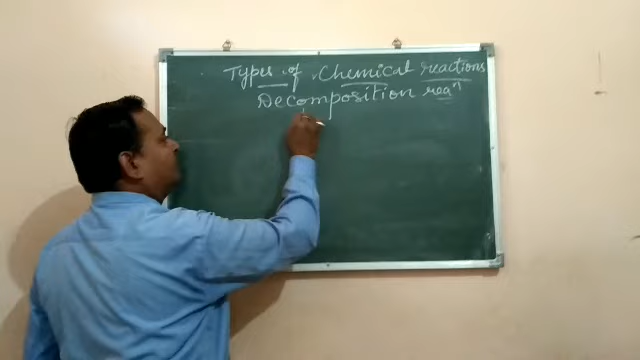 Types of Chemical reactions
Decomposition reaⁿ